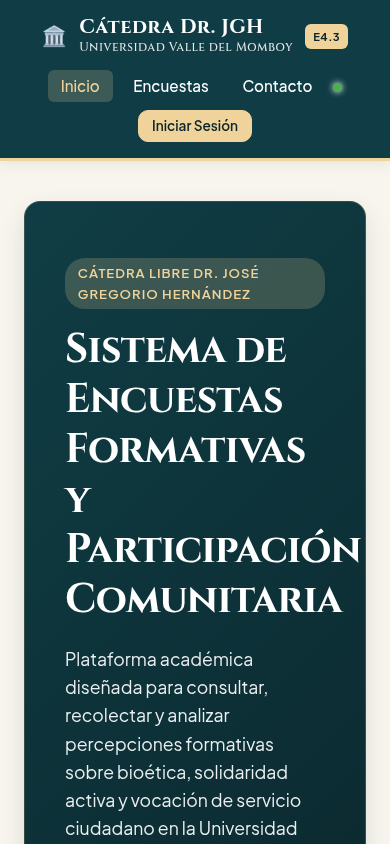 Cátedra Dr. JGH
Universidad Valle del Momboy
E4.3
Inicio
Encuestas
Contacto
Iniciar Sesión
CÁTEDRA LIBRE DR. JOSÉ
GREGORIO HERNÁNDEZ
Sistema de
Encuestas
Formativas
y
Participación
Comunitaria
Plataforma académica
diseñada para consultar,
recolectar y analizar
percepciones formativas
sobre bioética, solidaridad
activa y vocación de servicio
ciudadano en la Universidad